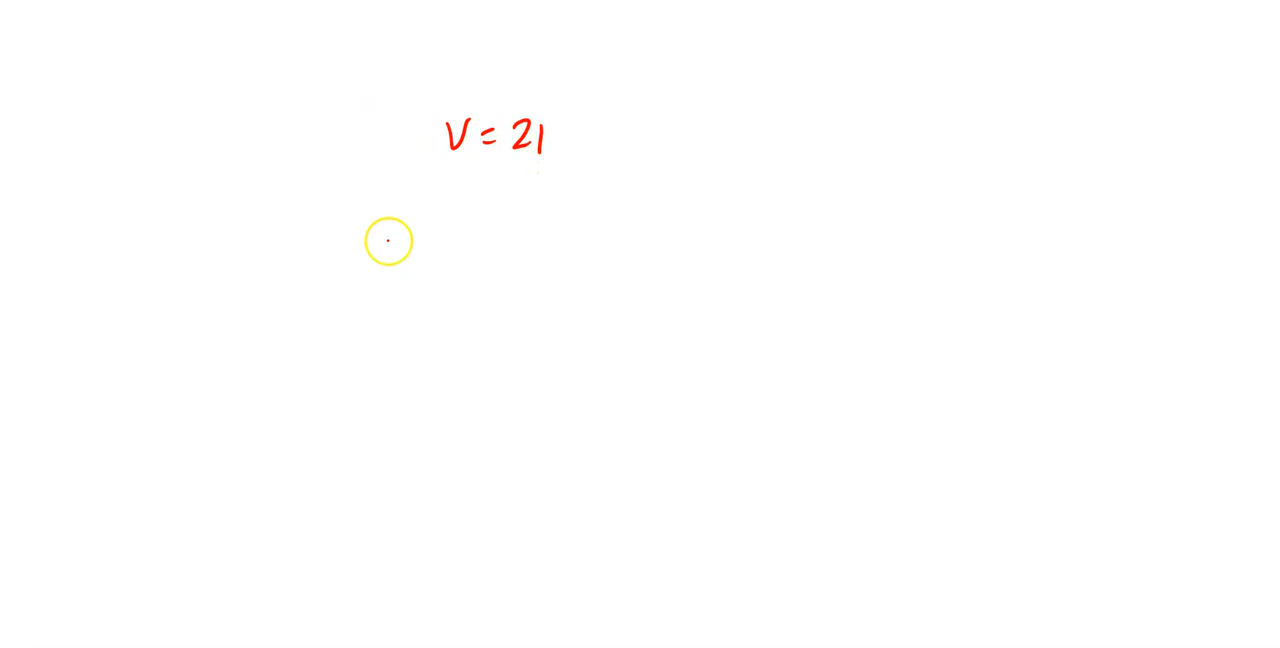 V = 21